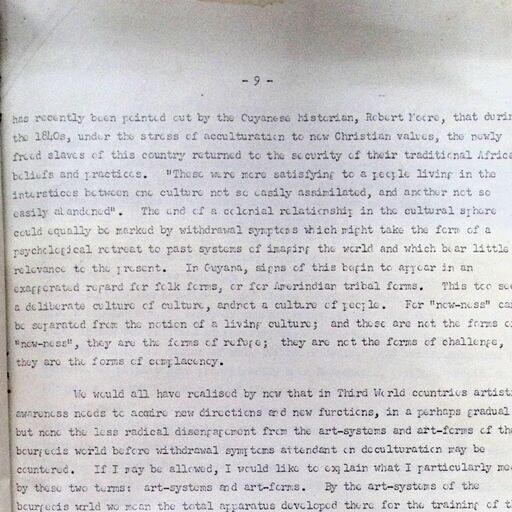 - 9 -
has recently been pointed out by the Guyanese historian, Robert Moore, that durin
the 1840s, under the stress of acculturation to new Christian values, the newly
freed slaves of this country returned to the security of their traditional Africa
beliefs and practices. "These were more satisfying to a people living in the
interstices between one culture not so easily assimilated, and another not so
easily abandoned". The end of a colonial relationship in the cultural sphere
could equally be marked by withdrawal symptoms which might take the form of a
psychological retreat to past systems of imaging the world and which bear little
relevance to the present. In Guyana, signs of this begin to appear in an
exaggerated regard for folk forms, or for Amerindian tribal forms. This too see
a deliberate culture of culture, andnot a culture of people. For "now-ness" can
be separated from the notion of a living culture; and these are not the forms of
"now-ness", they are the forms of refuge; they are not the forms of challenge,
they are the forms of complacency.
We would all have realised by now that in Third World countries artisti
awareness needs to acquire new directions and new functions, in a perhaps gradual
but none the less radical disengagement from the art-systems and art-forms of the
bourgeois world before withdrawal symptoms attendant on deculturation may be
countered. If I may be allowed, I would like to explain what I particularly mea
by these two terms: art-systems and art-forms. By the art-systems of the
bourgeois wrld we mean the total apparatus developed there for the training of th